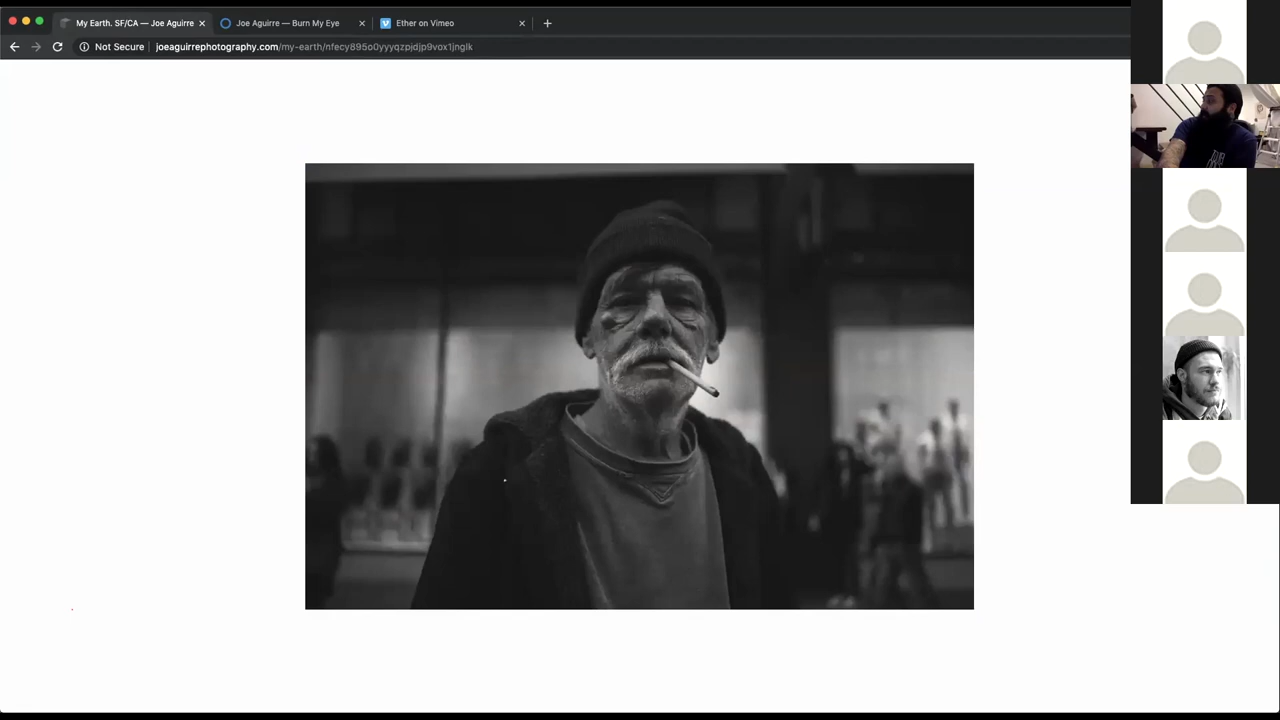 My Earth. SF/CA — Joe Aguirre
Joe Aguirre — Burn My Eye
Ether on Vimeo
Not Secure
joeaguirrephotography.com/my-earth/nfecy895o0yyyqzpjdjp9vox1jnglk